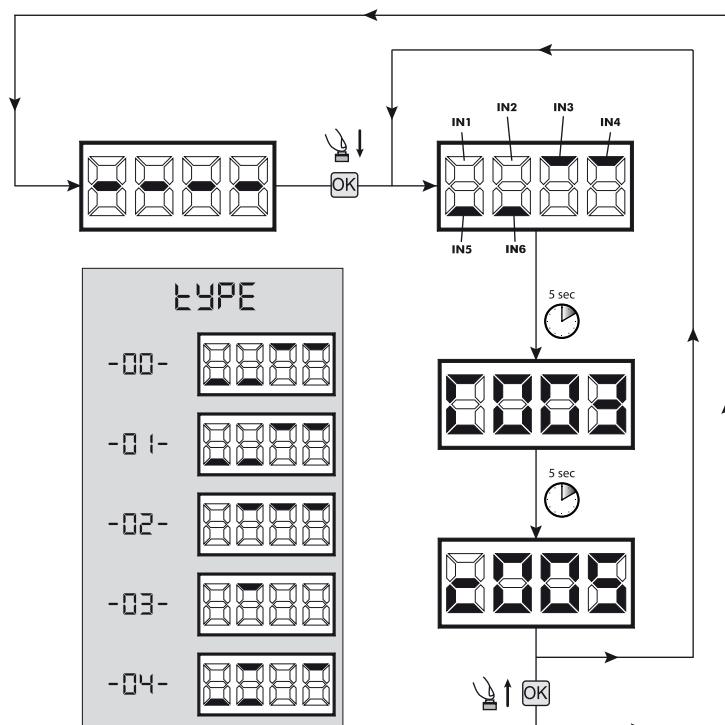 IN1 IN2 IN3 IN4
----
OK
IN5 IN6
tYPE
5 sec
-00-
C003
-01-
5 sec
-02-
c005
-03-
-04-
OK